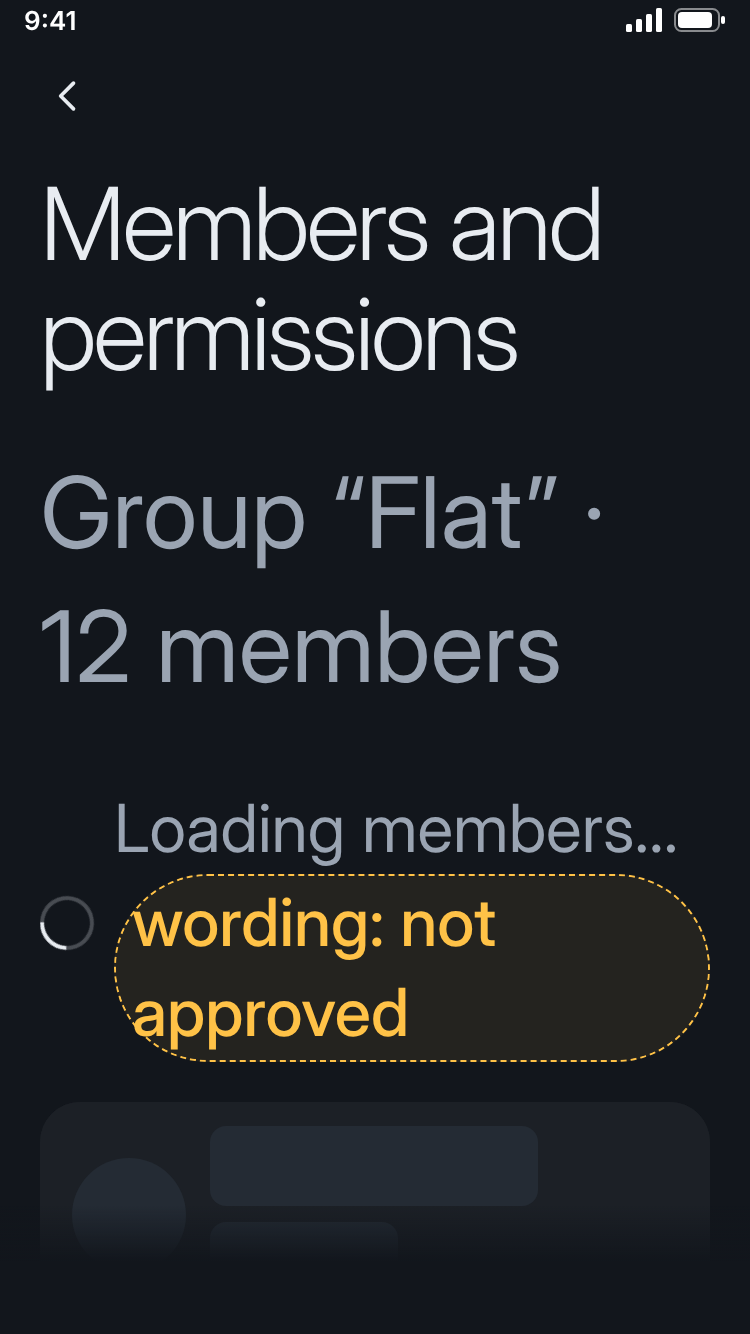 9:41
Members and
permissions
Group “Flat” ·
12 members
Loading members…
wording: not
approved